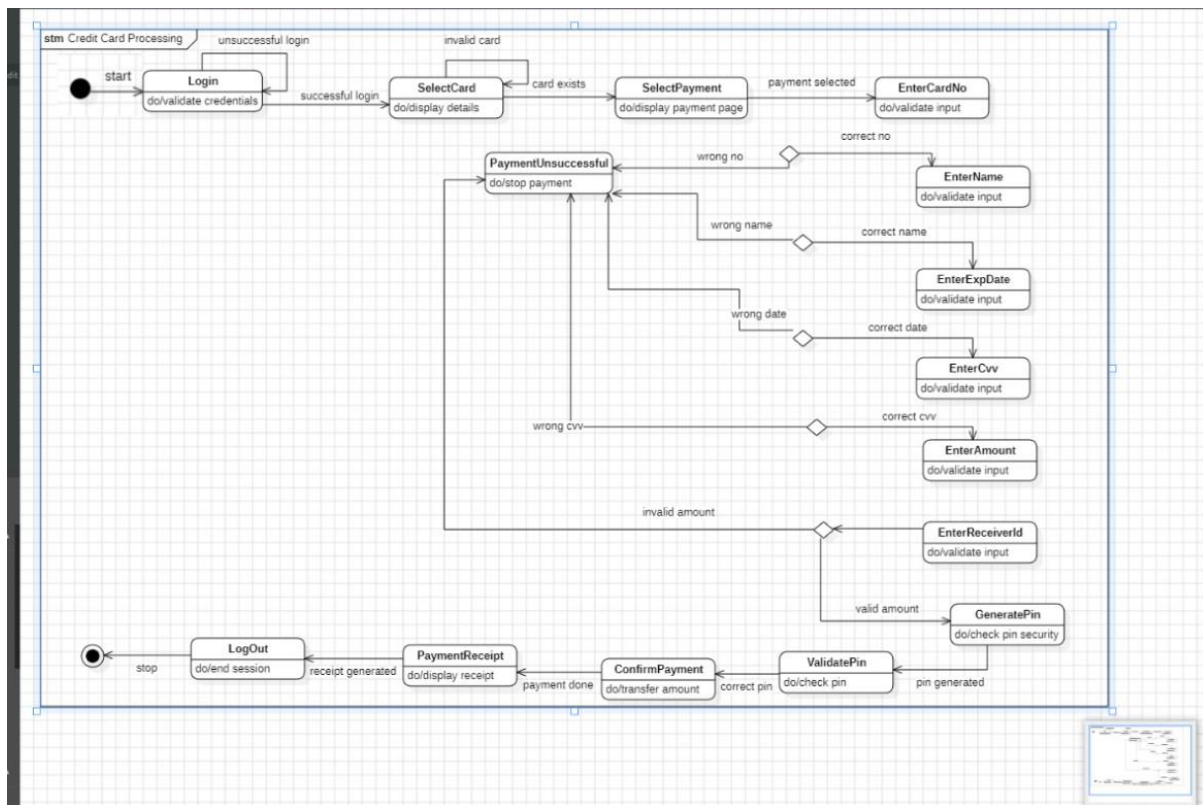 stm Credit Card Processing
unsuccessful login
invalid card
start
Login
do/validate credentials
successful login
SelectCard
do/display details
card exists
SelectPayment
do/display payment page
payment selected
EnterCardNo
do/validate input
PaymentUnsuccessful
do/stop payment
wrong no
correct no
EnterName
do/validate input
wrong name
correct name
EnterExpDate
do/validate input
wrong date
correct date
EnterCvv
do/validate input
wrong cvv
correct cvv
EnterAmount
do/validate input
invalid amount
EnterReceiverId
do/validate input
valid amount
GeneratePin
do/check pin security
pin generated
ValidatePin
do/check pin
correct pin
ConfirmPayment
do/transfer amount
payment done
PaymentReceipt
do/display receipt
receipt generated
LogOut
do/end session
stop